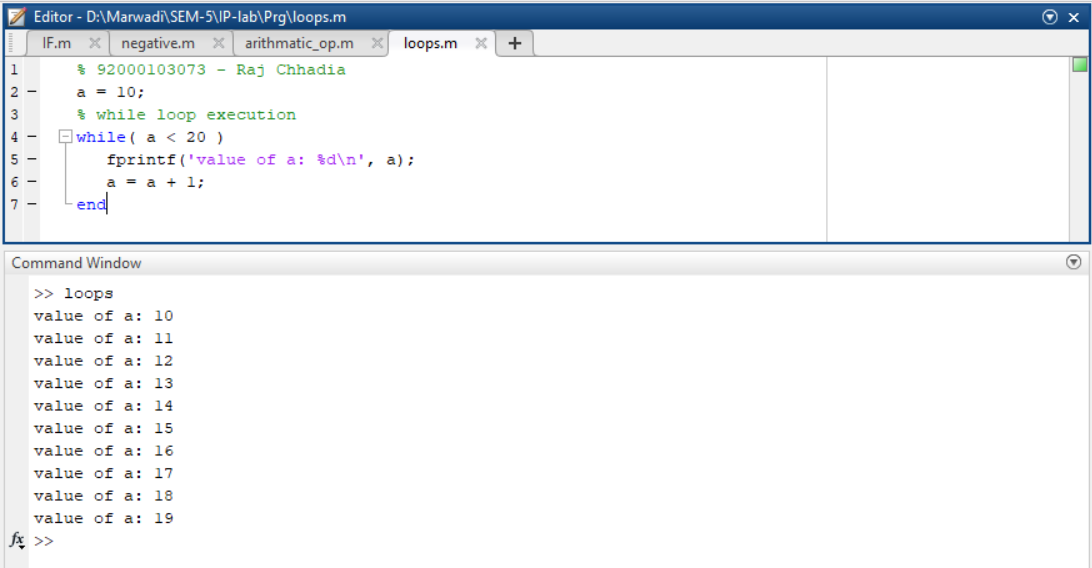 Editor - D:\Marwadi\SEM-5\IP-lab\Prg\loops.m
IF.m negative.m arithmatic_op.m loops.m +
1 % 92000103073 - Raj Chhadia
2 - a = 10;
3 % while loop execution
4 - while( a < 20 )
5 - fprintf('value of a: %d\n', a);
6 - a = a + 1;
7 - end
Command Window
>> loops
value of a: 10
value of a: 11
value of a: 12
value of a: 13
value of a: 14
value of a: 15
value of a: 16
value of a: 17
value of a: 18
value of a: 19
fx >>